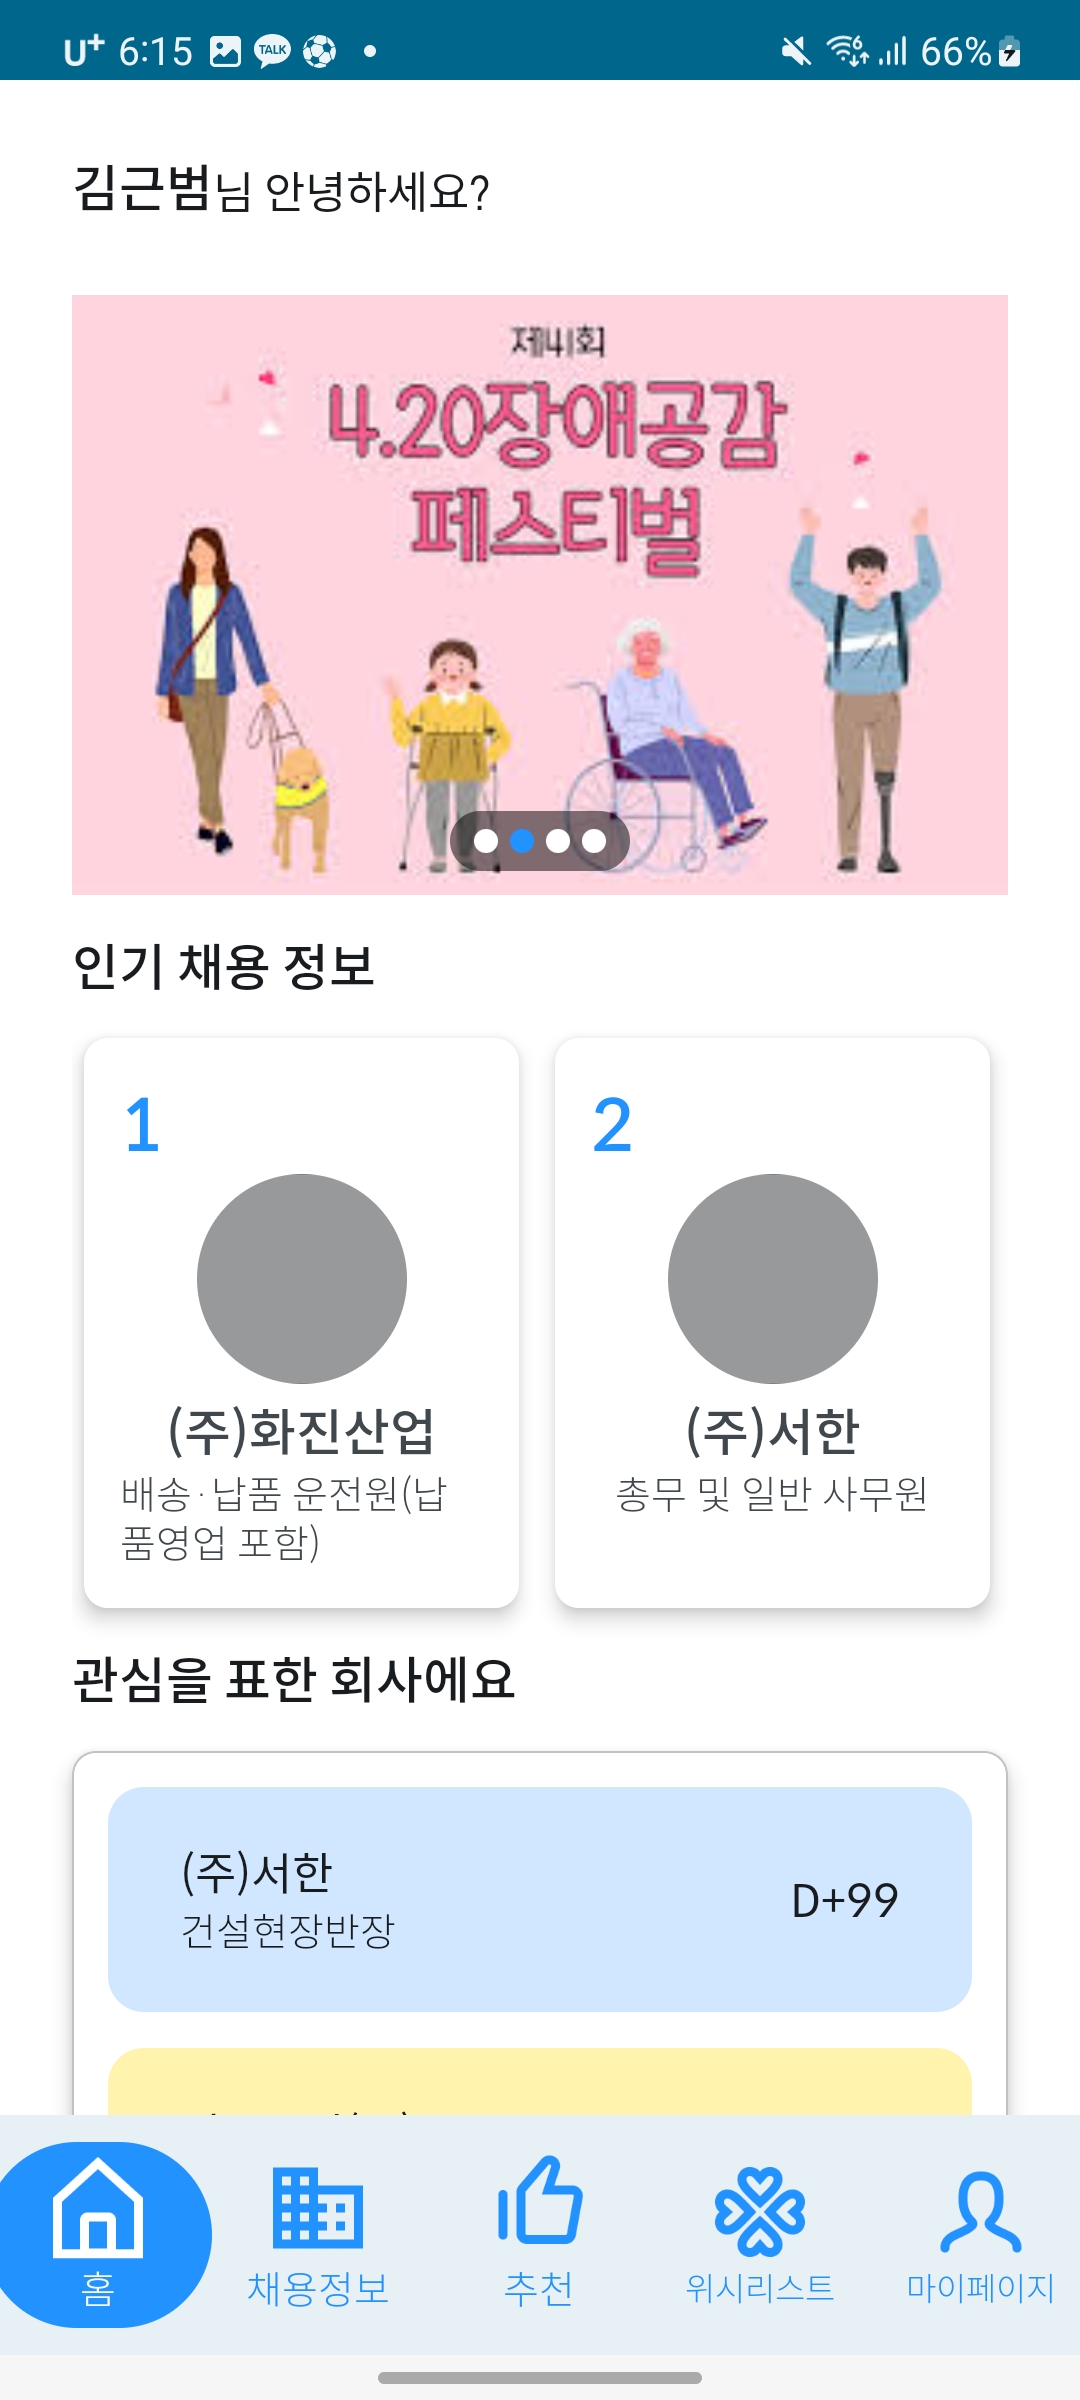 U+ 6:15 TALK 6 66%
김근범님 안녕하세요?
제41회
4.20장애공감
페스티벌
인기 채용 정보
1
2
(주)화진산업
배송·납품 운전원(납
품영업 포함)
(주)서한
총무 및 일반 사무원
관심을 표한 회사에요
(주)서한
건설현장반장
D+99
홈
채용정보
추천
위시리스트
마이페이지